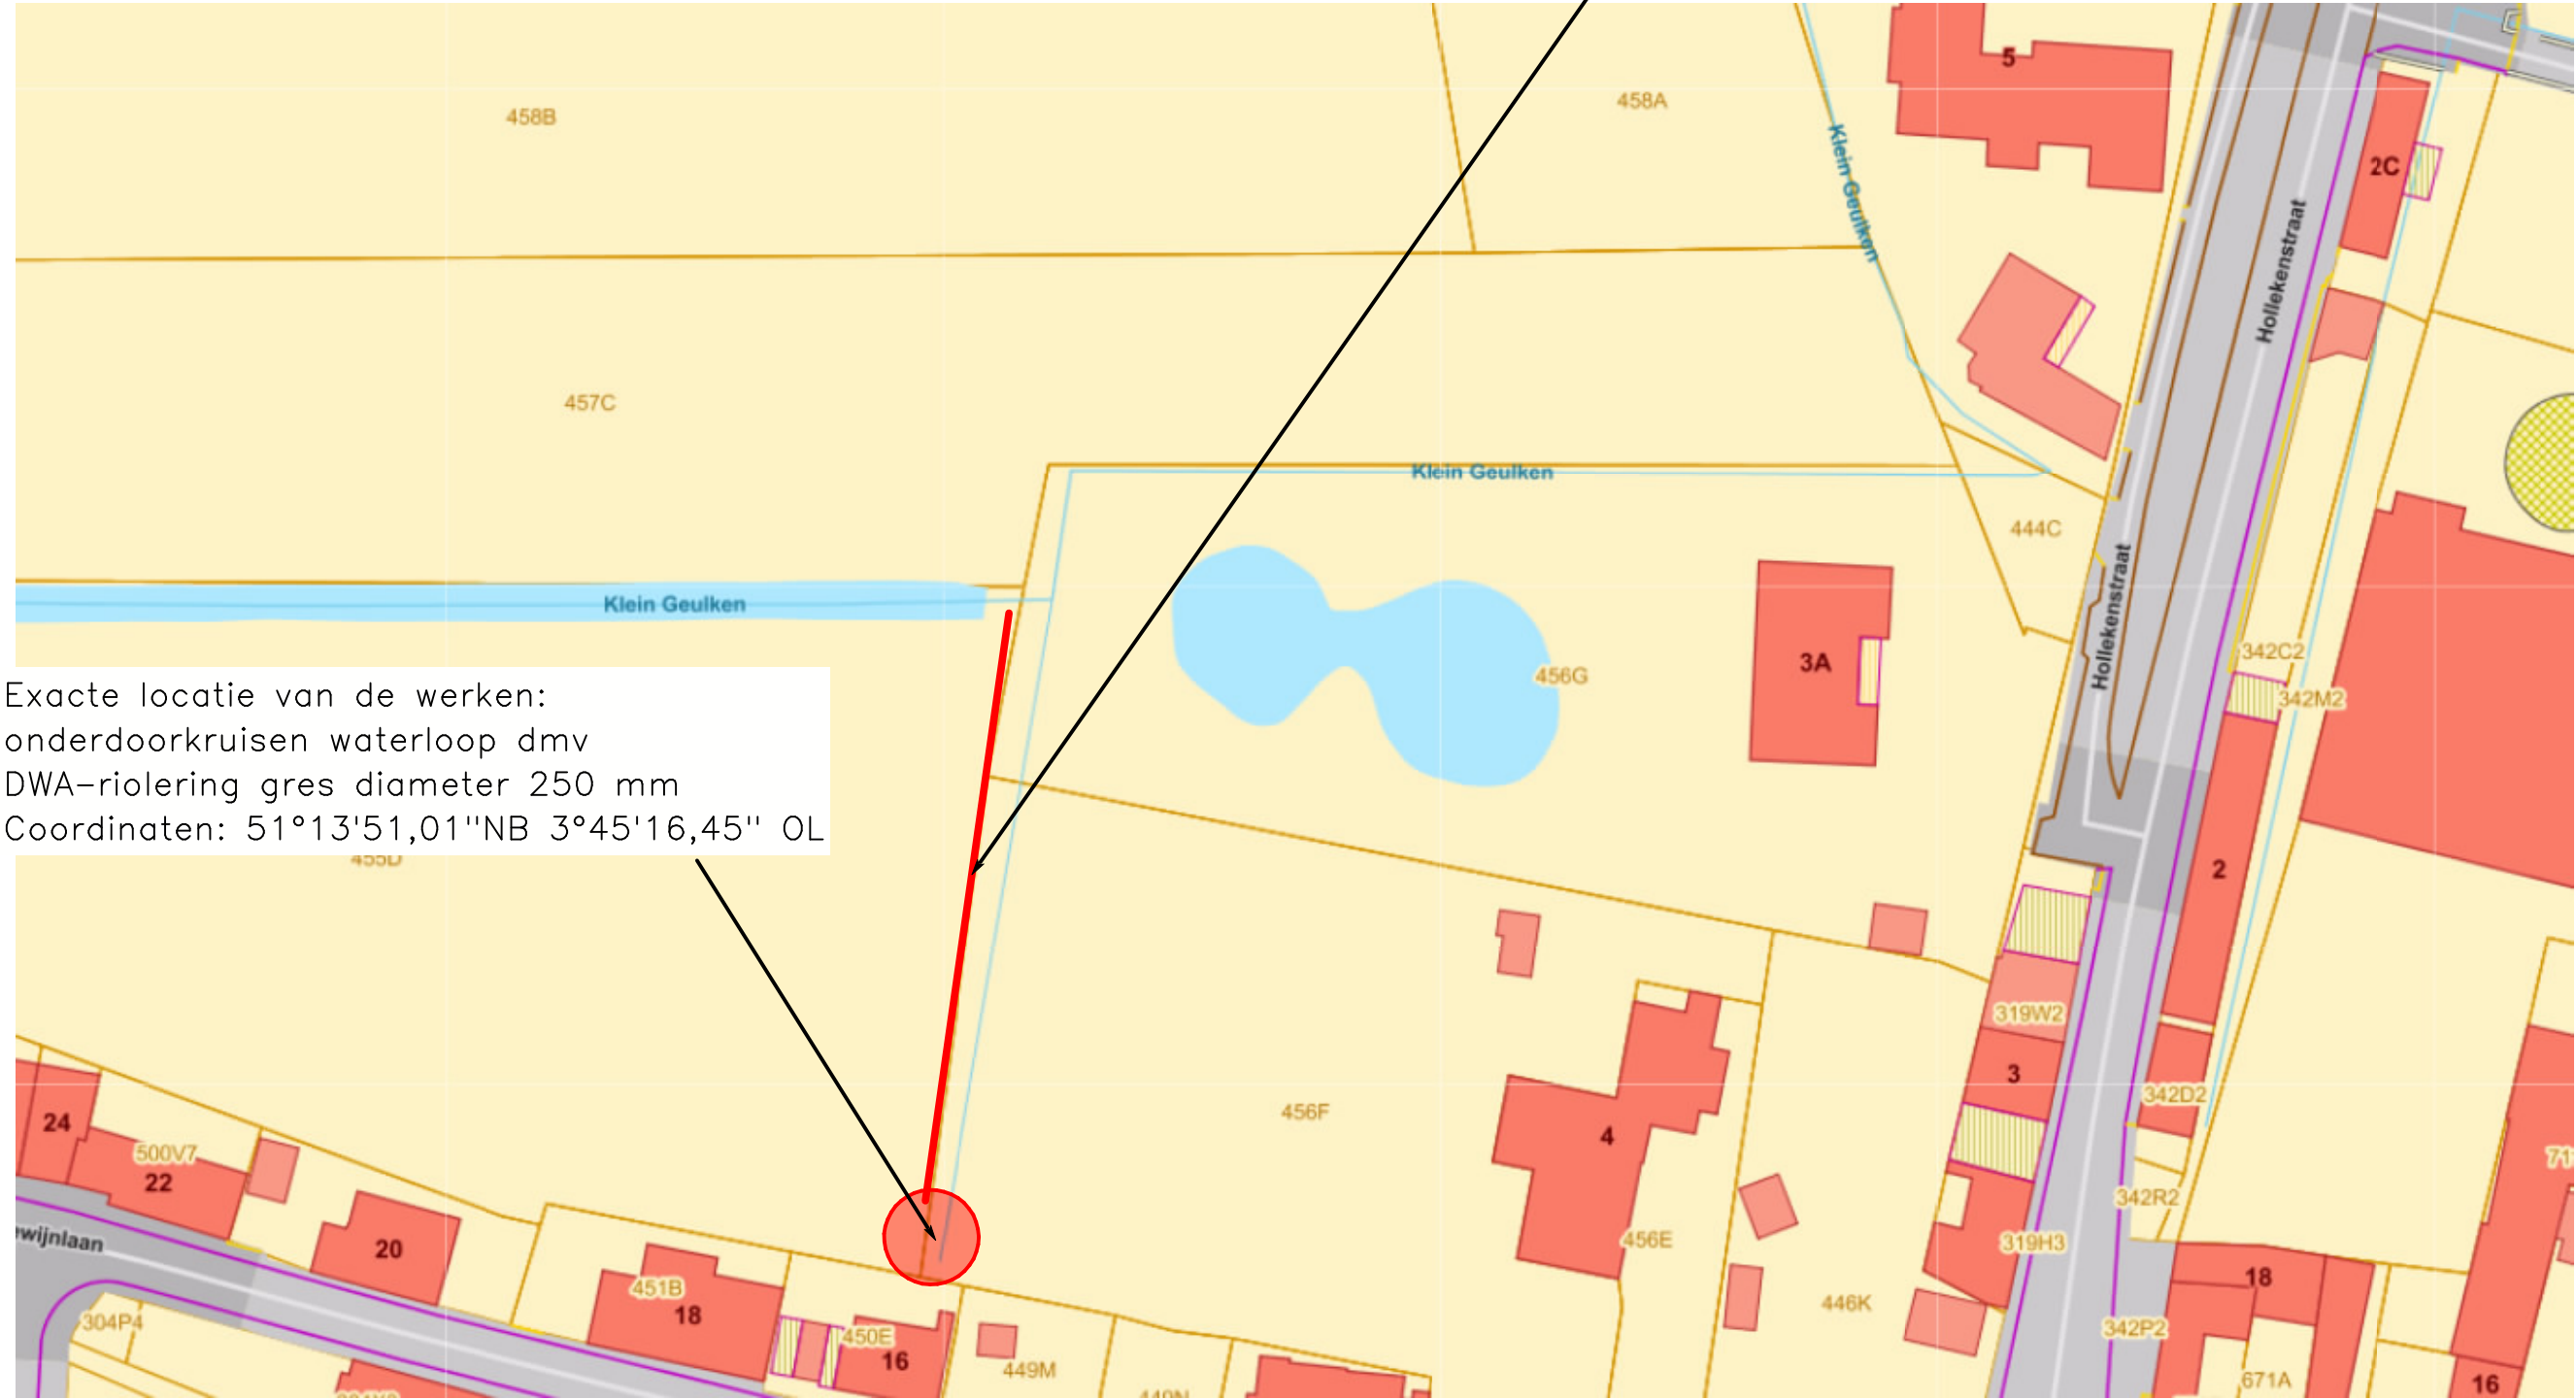 5
458A
458B
Klein Geulken
2C
Hollekenstraat
457C
Klein Geulken
444C
Klein Geulken
Hollekenstraat
342C2
3A
456G
342M2
Exacte locatie van de werken:
onderdoorkruisen waterloop dmv
DWA-riolering gres diameter 250 mm
Coordinaten: 51°13'51,01"NB 3°45'16,45" OL
455D
2
319W2
3
342D2
24
456F
4
500V7
22
342R2
20
456E
319H3
wijnlaan
18
451B
18
446K
304P4
450E
16
342P2
449M
671A
16